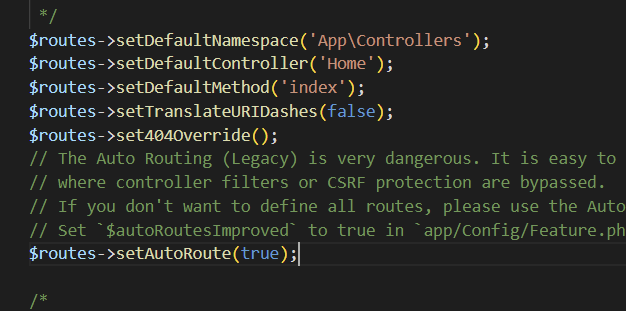 */
$routes->setDefaultNamespace('App\Controllers');
$routes->setDefaultController('Home');
$routes->setDefaultMethod('index');
$routes->setTranslateURIDashes(false);
$routes->set404Override();
// The Auto Routing (Legacy) is very dangerous. It is easy to
// where controller filters or CSRF protection are bypassed.
// If you don't want to define all routes, please use the Auto
// Set `$autoRoutesImproved` to true in `app/Config/Feature.ph
$routes->setAutoRoute(true);
/*